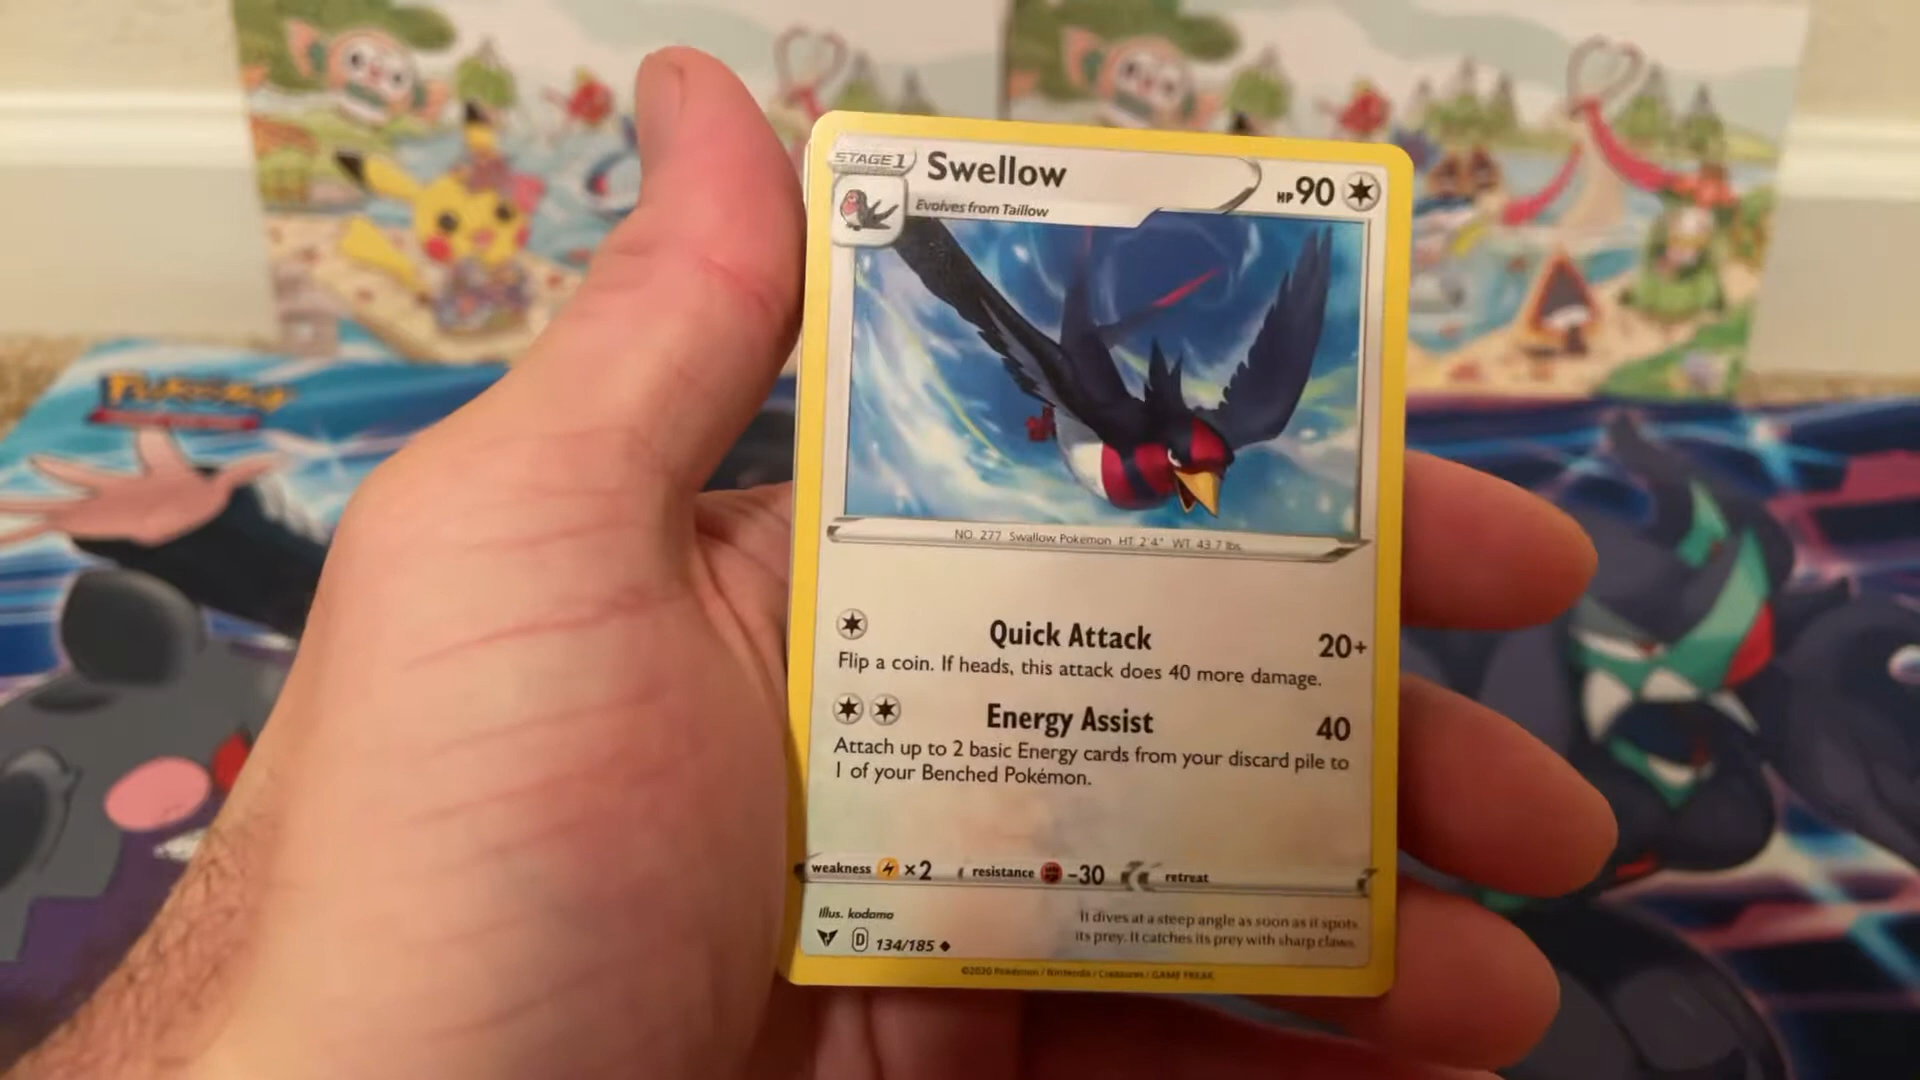 Pokémon
STAGE 1
Swellow
HP 90
Evolves from Taillow
NO. 277 Swallow Pokémon HT 2'4" WT 43.7 lbs.
Quick Attack 20+
Flip a coin. If heads, this attack does 40 more damage.
Energy Assist 40
Attach up to 2 basic Energy cards from your discard pile to
1 of your Benched Pokémon.
weakness ×2 resistance -30 retreat
Illus. kodama
It dives at a steep angle as soon as it spots
its prey. It catches its prey with sharp claws.
D 134/185
©2020 Pokémon / Nintendo / Creatures / GAME FREAK